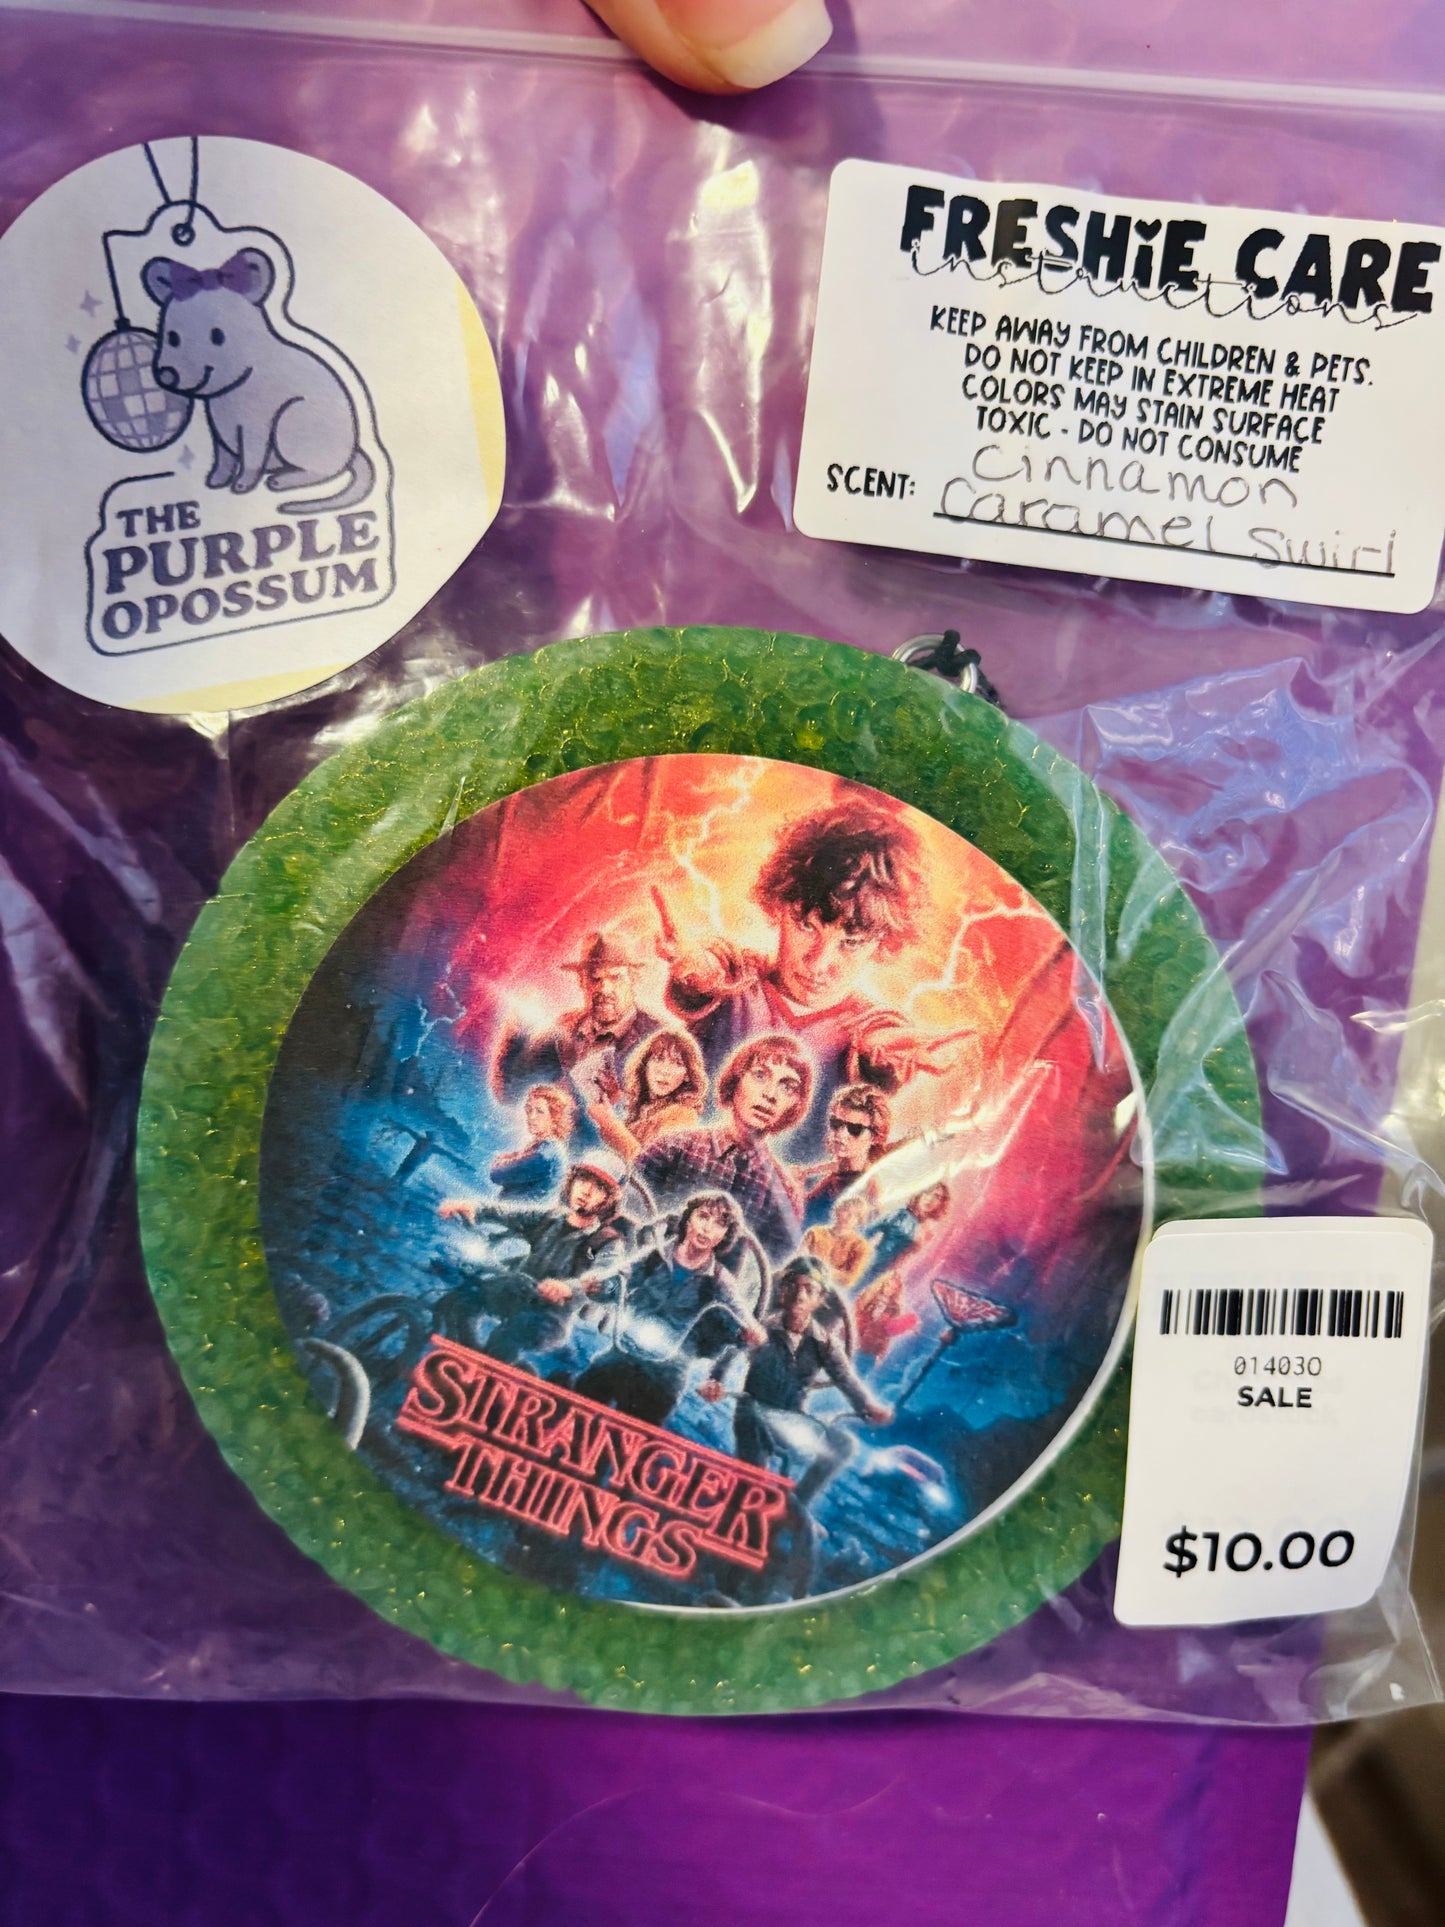 THE
PURPLE
OPOSSUM
FRESHIE CARE
instructions
KEEP AWAY FROM CHILDREN & PETS.
DO NOT KEEP IN EXTREME HEAT
COLORS MAY STAIN SURFACE
TOXIC - DO NOT CONSUME
SCENT: Cinnamon
Caramel Swirl
STRANGER
THINGS
014030
SALE
$10.00